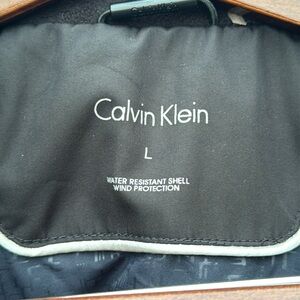 Calvin Klein
L
WATER RESISTANT SHELL
WIND PROTECTION